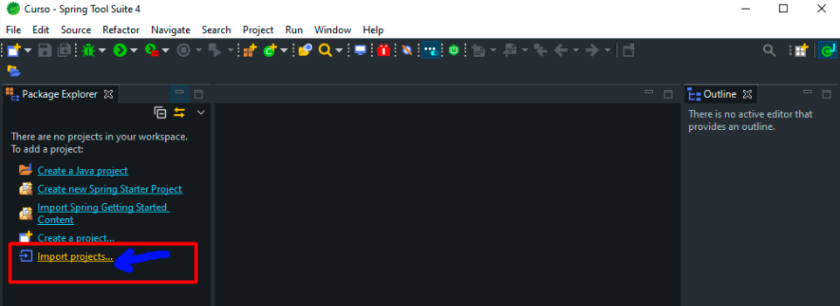 Curso - Spring Tool Suite 4
File Edit Source Refactor Navigate Search Project Run Window Help
Package Explorer
Outline
There are no projects in your workspace.
To add a project:
Create a Java project
Create new Spring Starter Project
Import Spring Getting Started
Content
Create a project...
Import projects...
There is no active editor that
provides an outline.